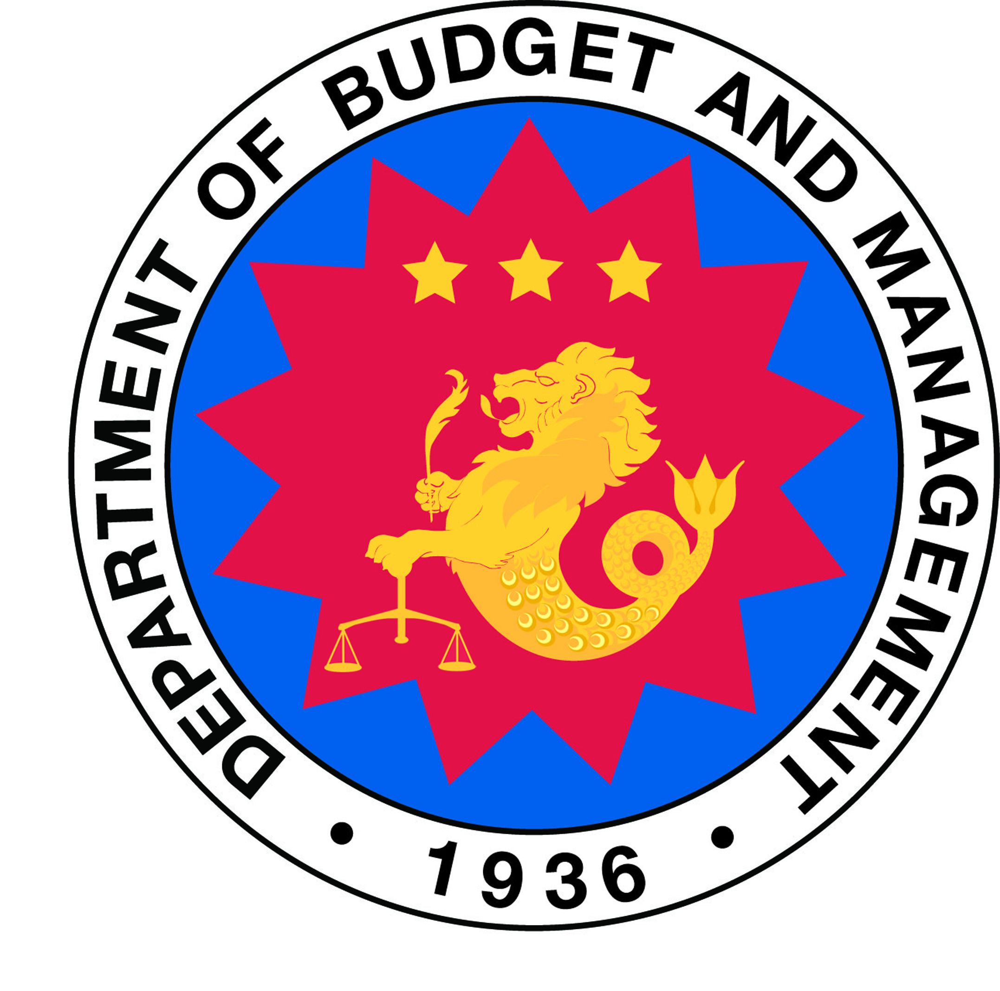 DEPARTMENT OF BUDGET AND MANAGEMENT
• 1936 •